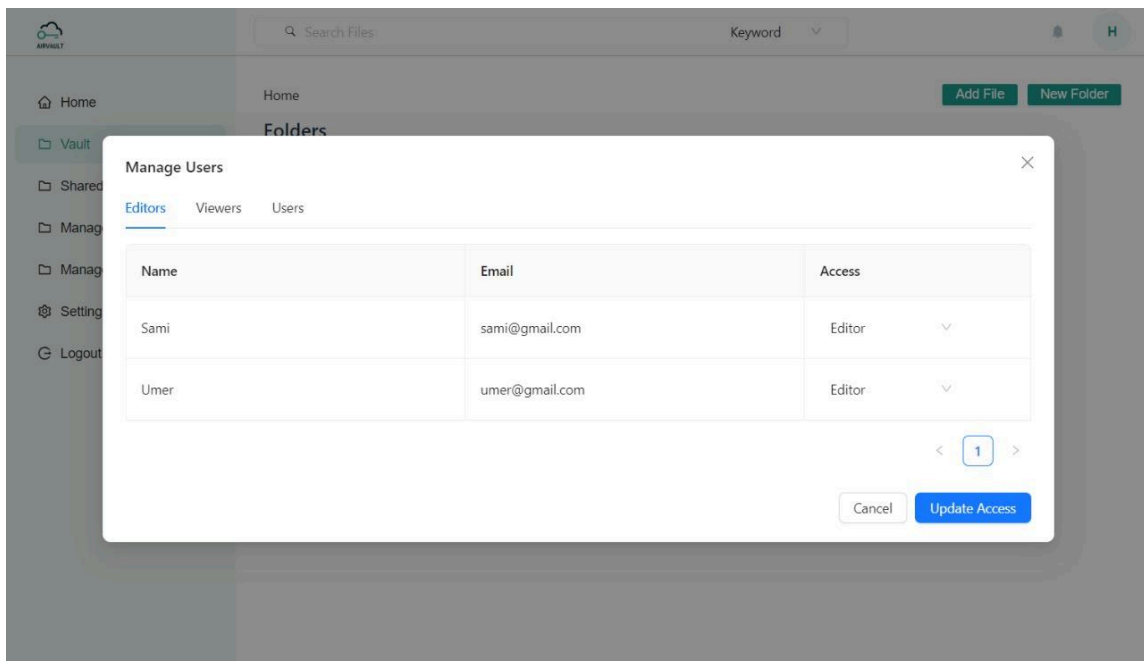 AIRVAULT
Search Files
Keyword
H
Home
Vault
Shared
Manag
Manag
Setting
Logout
Home
Add File
New Folder
Folders
Manage Users
Editors Viewers Users
Name Email Access
Sami sami@gmail.com Editor
Umer umer@gmail.com Editor
< 1 >
Cancel Update Access